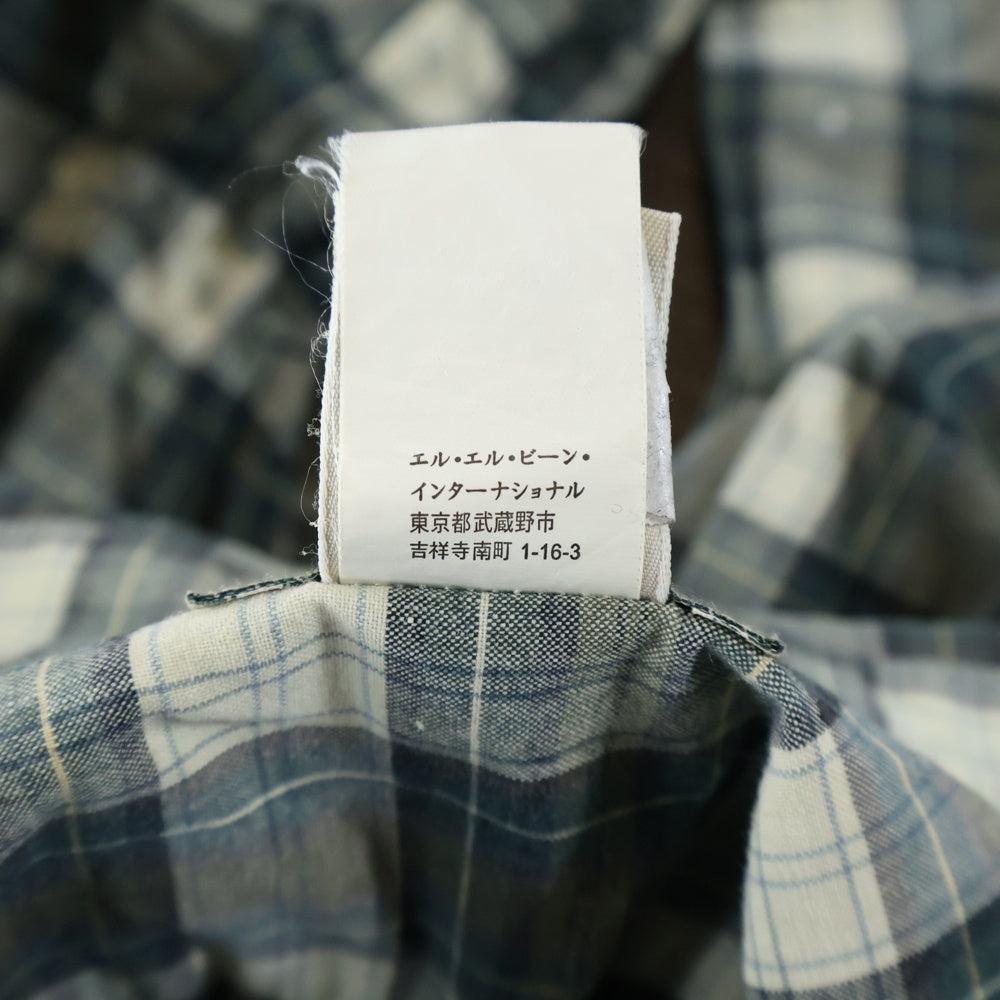 エル・エル・ビーン・
インターナショナル
東京都武蔵野市
吉祥寺南町 1-16-3